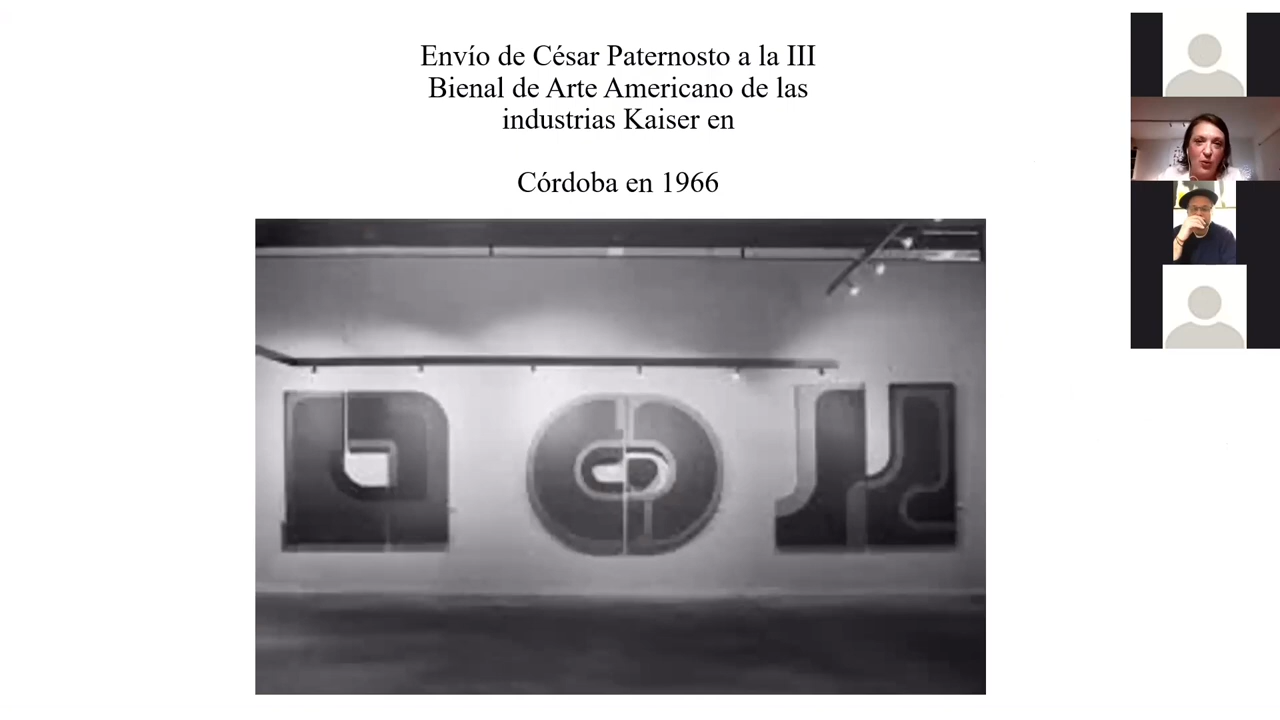 Envío de César Paternosto a la III
Bienal de Arte Americano de las
industrias Kaiser en
Córdoba en 1966